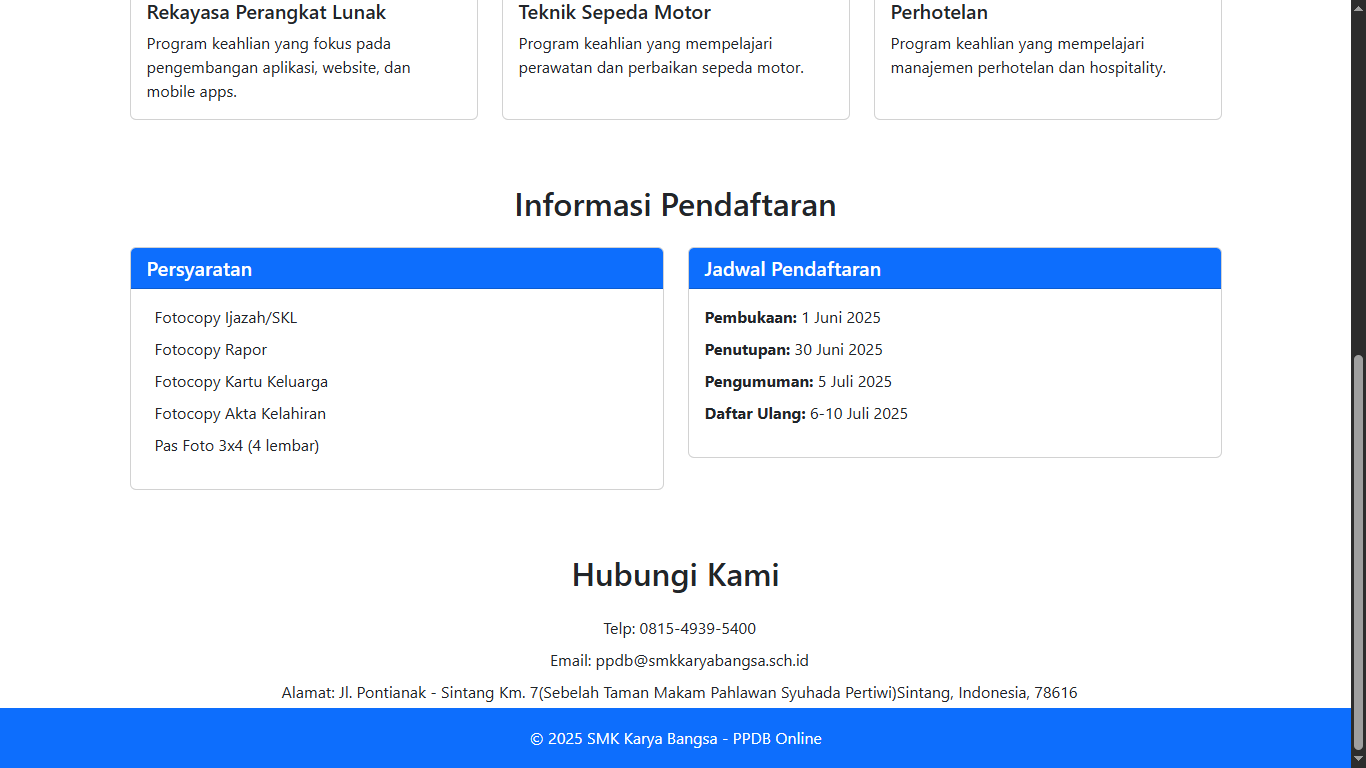 Rekayasa Perangkat Lunak
Program keahlian yang fokus pada
pengembangan aplikasi, website, dan
mobile apps.
Teknik Sepeda Motor
Program keahlian yang mempelajari
perawatan dan perbaikan sepeda motor.
Perhotelan
Program keahlian yang mempelajari
manajemen perhotelan dan hospitality.
Informasi Pendaftaran
Persyaratan
Fotocopy Ijazah/SKL
Fotocopy Rapor
Fotocopy Kartu Keluarga
Fotocopy Akta Kelahiran
Pas Foto 3x4 (4 lembar)
Jadwal Pendaftaran
Pembukaan: 1 Juni 2025
Penutupan: 30 Juni 2025
Pengumuman: 5 Juli 2025
Daftar Ulang: 6-10 Juli 2025
Hubungi Kami
Telp: 0815-4939-5400
Email: ppdb@smkkaryabangsa.sch.id
Alamat: Jl. Pontianak - Sintang Km. 7(Sebelah Taman Makam Pahlawan Syuhada Pertiwi)Sintang, Indonesia, 78616
© 2025 SMK Karya Bangsa - PPDB Online